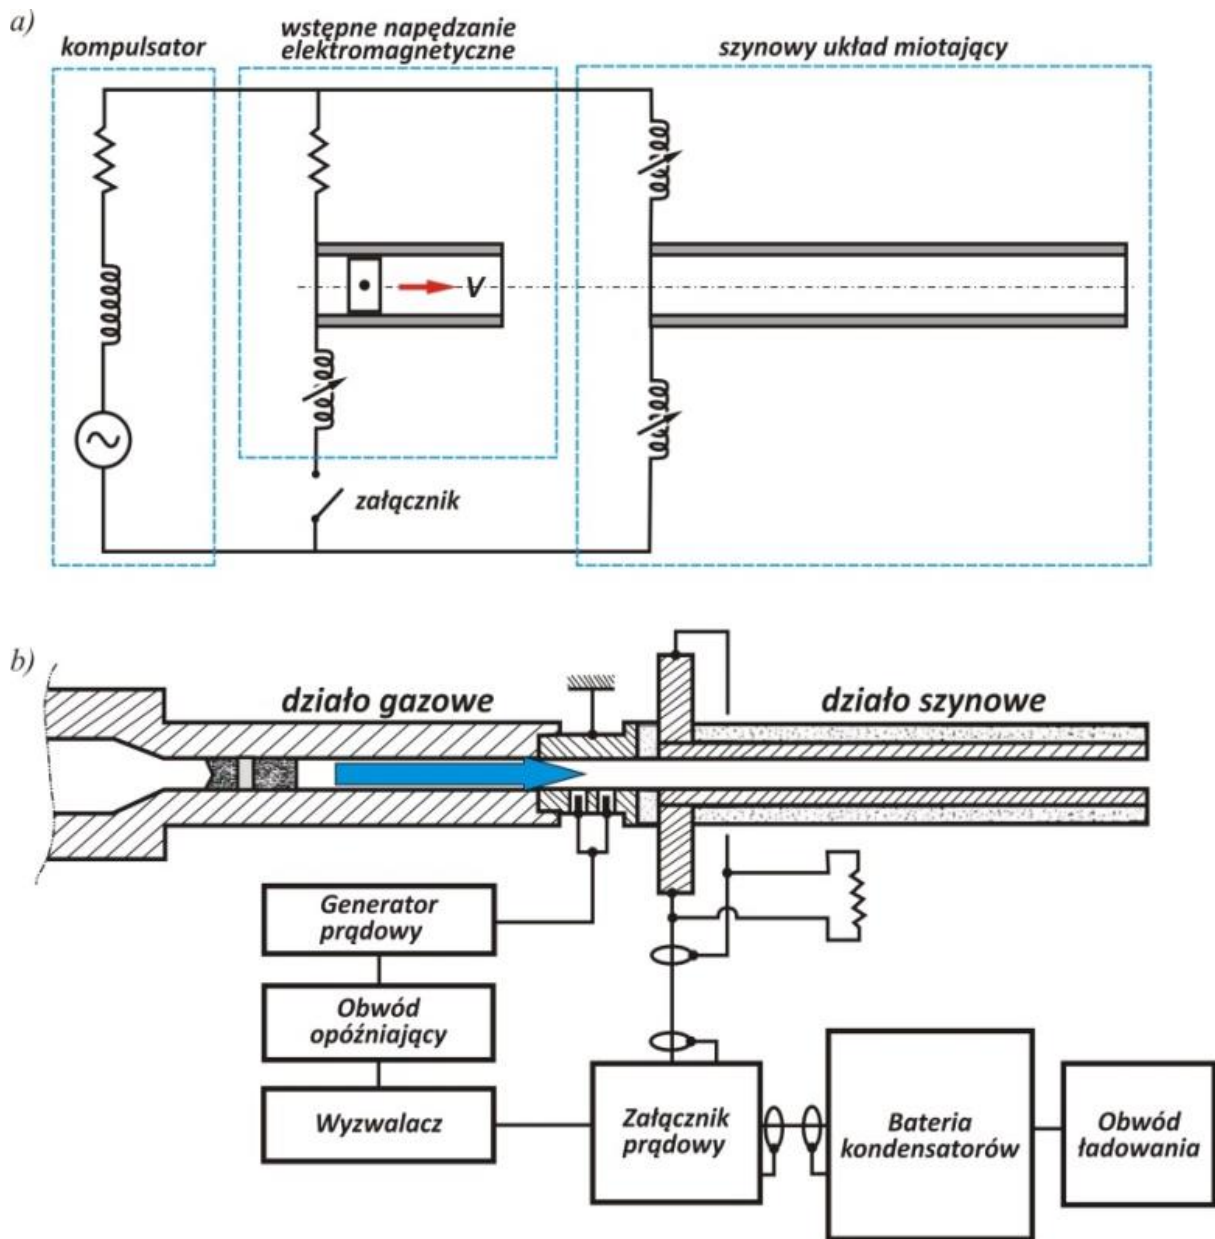 a)
kompulsator
wstępne napędzanie
elektromagnetyczne
szynowy układ miotający
V
załącznik
b)
działo gazowe
działo szynowe
Generator
prądowy
Obwód
opóźniający
Wyzwalacz
Załącznik
prądowy
Bateria
kondensatorów
Obwód
ładowania